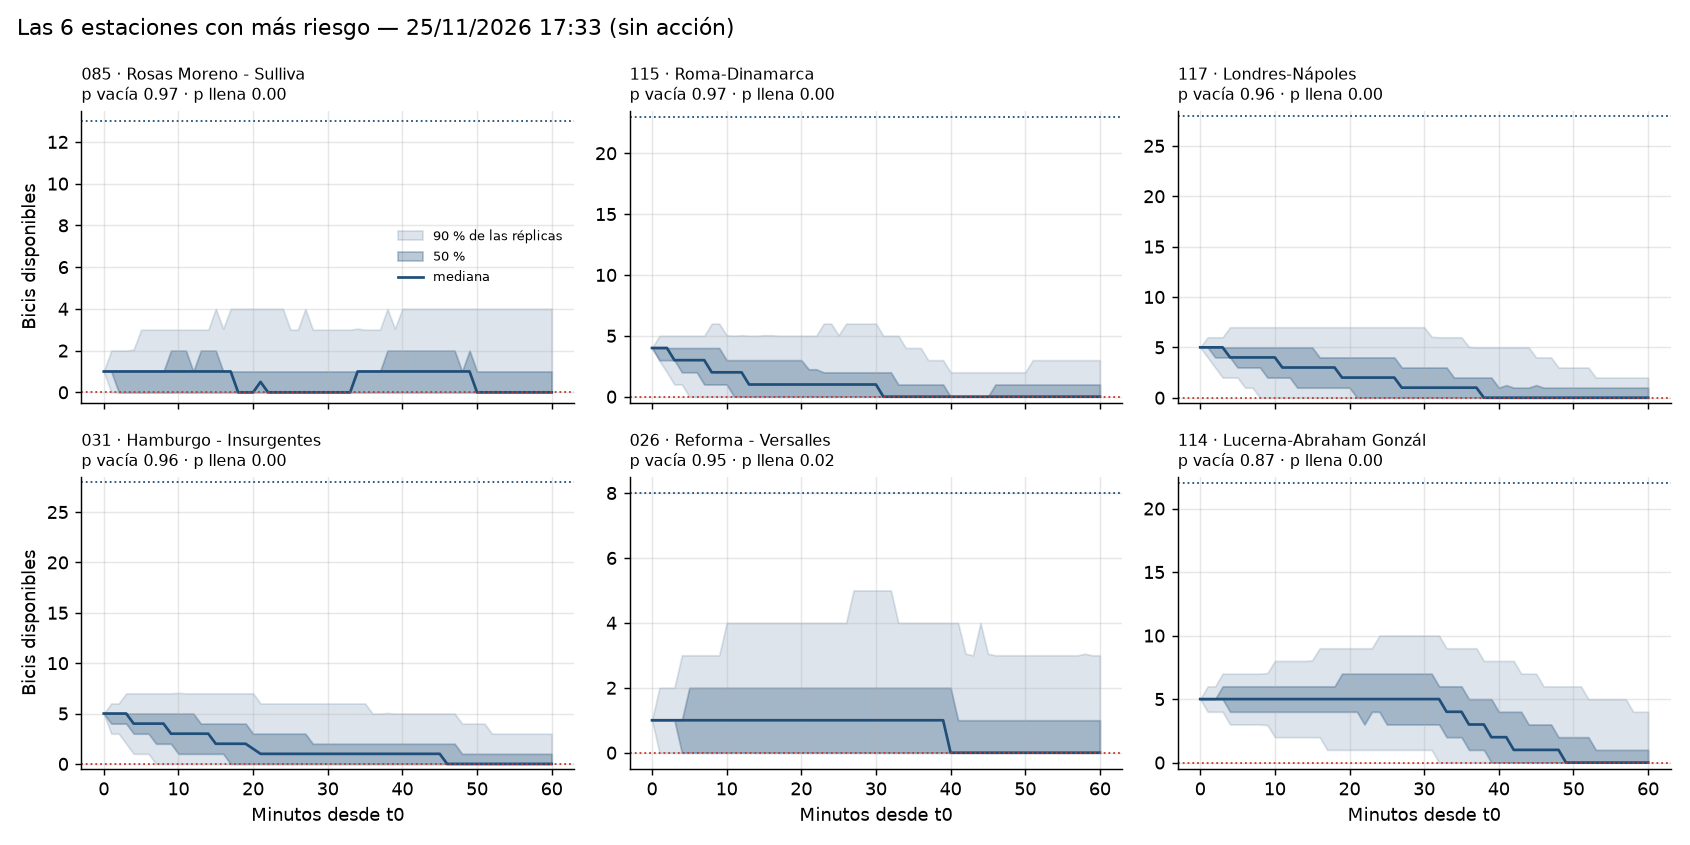 Las 6 estaciones con más riesgo — 25/11/2026 17:33 (sin acción)
085 · Rosas Moreno - Sulliva
p vacía 0.97 · p llena 0.00
Bicis disponibles
12
10
8
6
4
2
0
90 % de las réplicas
50 %
mediana
115 · Roma-Dinamarca
p vacía 0.97 · p llena 0.00
20
15
10
5
0
117 · Londres-Nápoles
p vacía 0.96 · p llena 0.00
25
20
15
10
5
0
031 · Hamburgo - Insurgentes
p vacía 0.96 · p llena 0.00
Bicis disponibles
25
20
15
10
5
0
0 10 20 30 40 50 60
Minutos desde t0
026 · Reforma - Versalles
p vacía 0.95 · p llena 0.02
8
6
4
2
0
0 10 20 30 40 50 60
Minutos desde t0
114 · Lucerna-Abraham Gonzál
p vacía 0.87 · p llena 0.00
20
15
10
5
0
0 10 20 30 40 50 60
Minutos desde t0